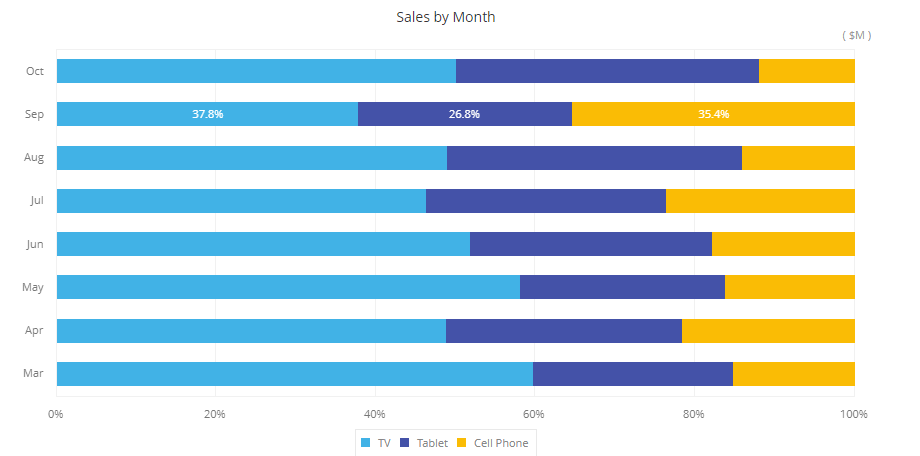 Sales by Month
( $M )
Oct
Sep 37.8% 26.8% 35.4%
Aug
Jul
Jun
May
Apr
Mar
0% 20% 40% 60% 80% 100%
TV Tablet Cell Phone